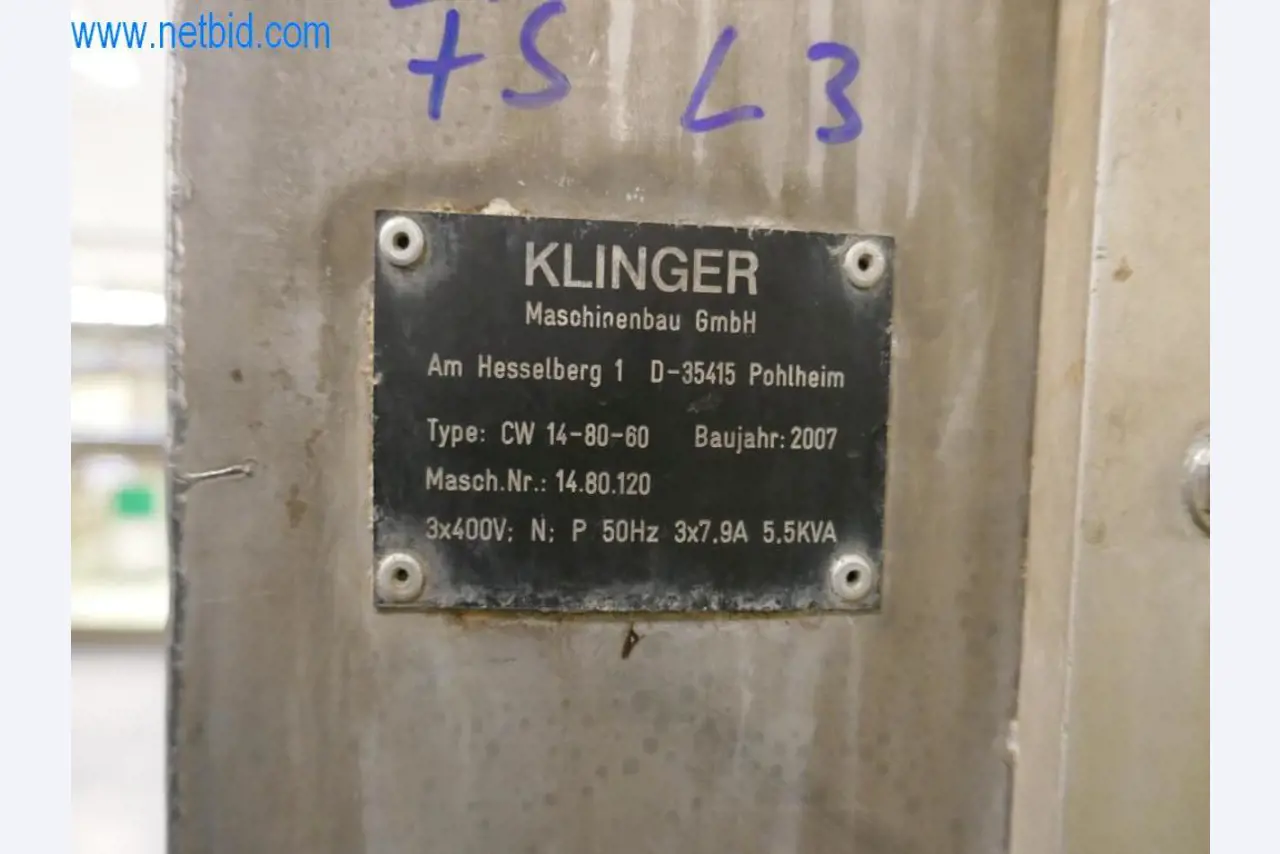 www.netbid.com
7S L3
KLINGER
Maschinenbau GmbH
Am Hesselberg 1 D-35415 Pohlheim
Type: CW 14-80-60 Baujahr: 2007
Masch.Nr.: 14.80.120
3x400V; N; P 50Hz 3x7.9A 5.5KVA